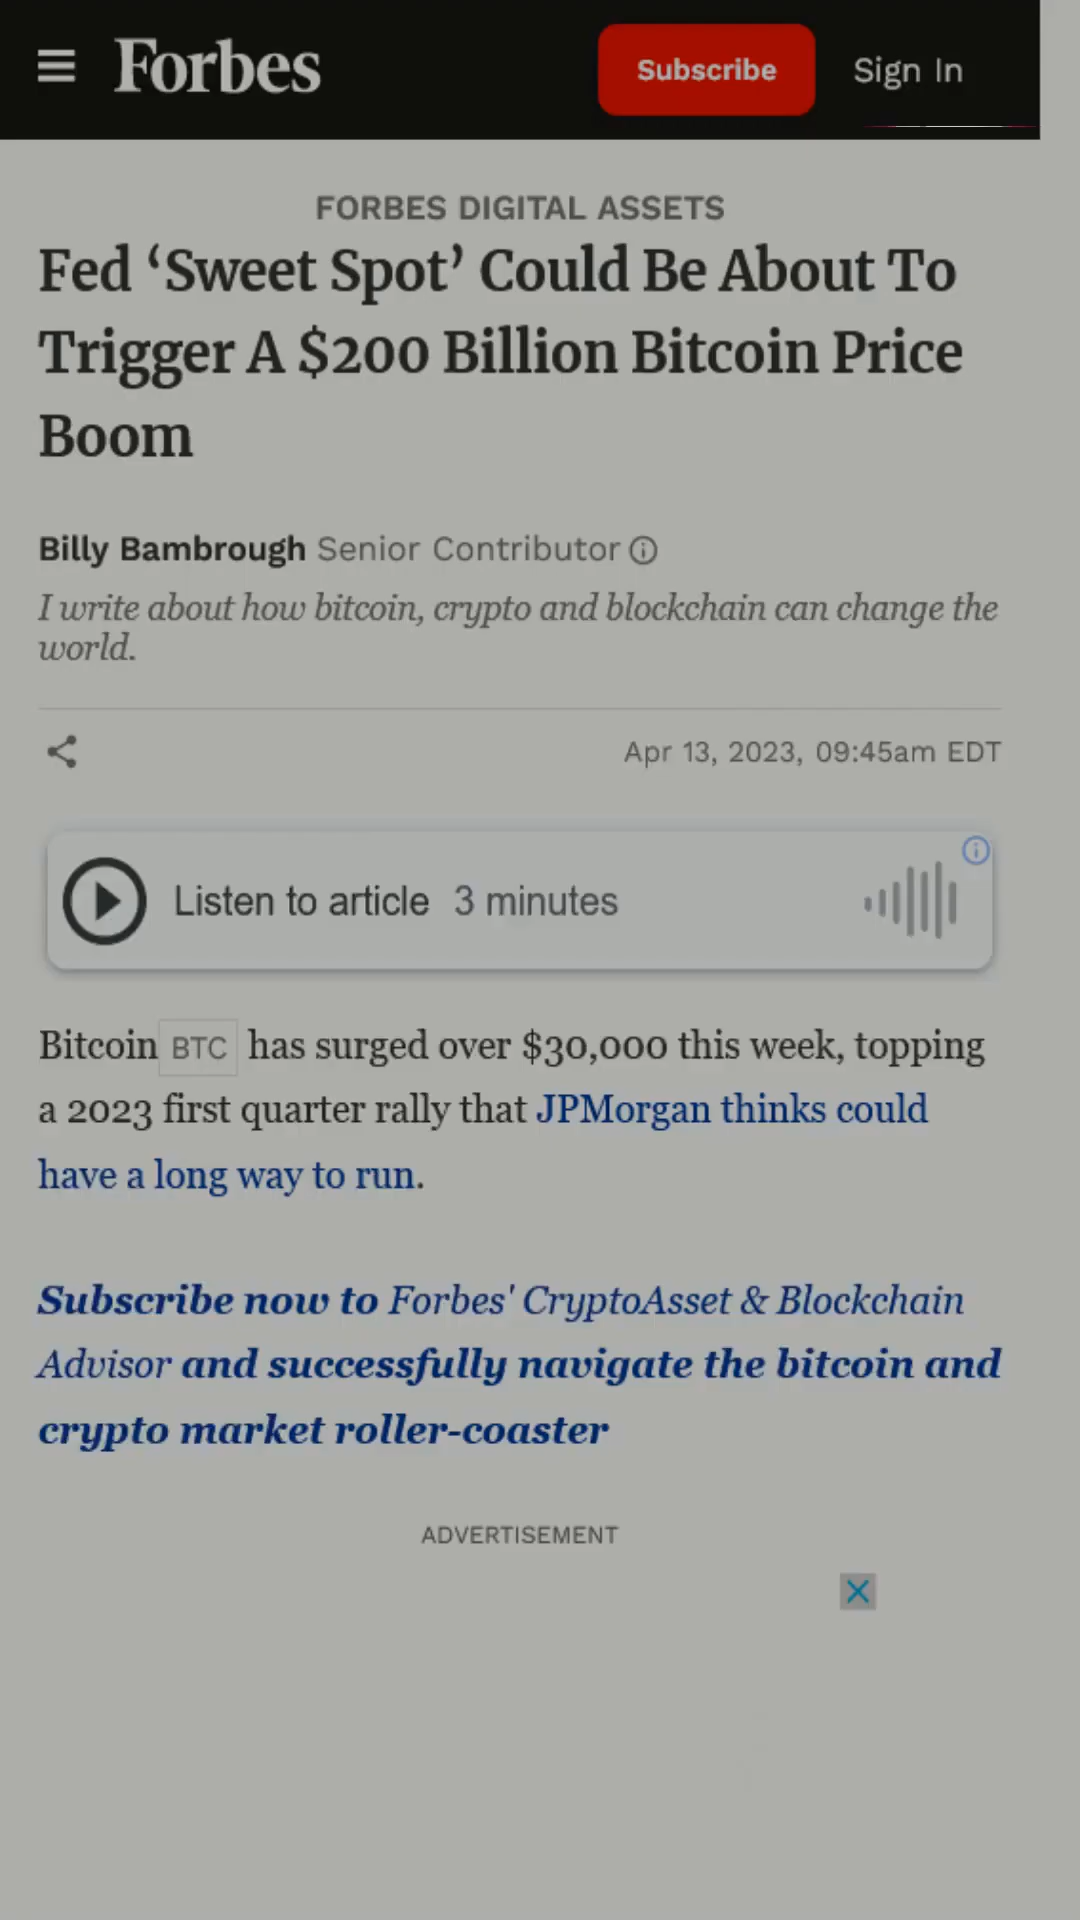 Forbes
Subscribe
Sign In
FORBES DIGITAL ASSETS
Fed ‘Sweet Spot’ Could Be About To
Trigger A $200 Billion Bitcoin Price
Boom
Billy Bambrough Senior Contributor
I write about how bitcoin, crypto and blockchain can change the
world.
Apr 13, 2023, 09:45am EDT
Listen to article 3 minutes
Bitcoin BTC has surged over $30,000 this week, topping
a 2023 first quarter rally that JPMorgan thinks could
have a long way to run.
Subscribe now to Forbes' CryptoAsset & Blockchain
Advisor and successfully navigate the bitcoin and
crypto market roller-coaster
ADVERTISEMENT